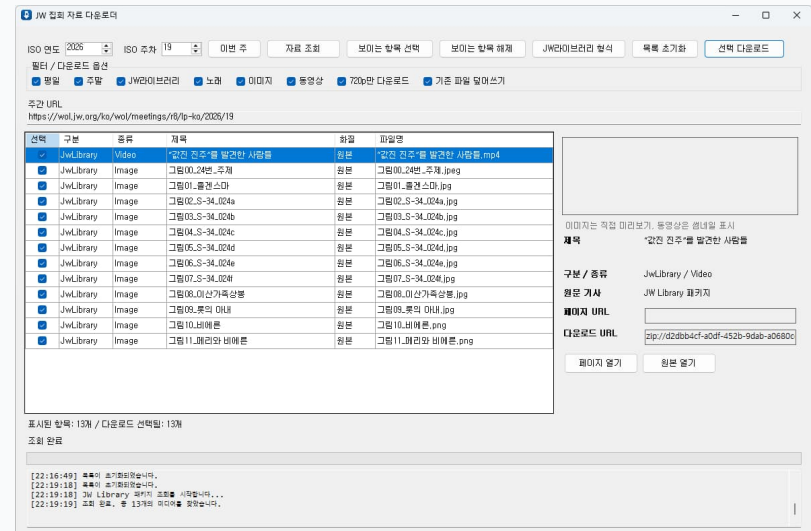 JW 집회 자료 다운로더
ISO 연도 2026 ISO 주차 19 이번 주 자료 조회 보이는 항목 선택 보이는 항목 해제 JW라이브러리 형식 목록 초기화 선택 다운로드
필터 / 다운로드 옵션
평일 주말 JW라이브러리 노래 이미지 동영상 720p만 다운로드 기존 파일 덮어쓰기
주간 URL
https://wol.jw.org/ko/wol/meetings/r8/lp-ko/2026/19
선택 구분 종류 제목 화질 파일명
JwLibrary Video "값진 진주"를 발견한 사람들 원본 "값진 진주"를 발견한 사람들.mp4
JwLibrary Image 그림00_24번_주제 원본 그림00_24번_주제.jpeg
JwLibrary Image 그림01_폴겐스마 원본 그림01_폴겐스마.jpg
JwLibrary Image 그림02_S-34_024a 원본 그림02_S-34_024a.jpg
JwLibrary Image 그림03_S-34_024b 원본 그림03_S-34_024b.jpg
JwLibrary Image 그림04_S-34_024c 원본 그림04_S-34_024c.jpg
JwLibrary Image 그림05_S-34_024d 원본 그림05_S-34_024d.jpg
JwLibrary Image 그림06_S-34_024e 원본 그림06_S-34_024e.jpg
JwLibrary Image 그림07_S-34_024f 원본 그림07_S-34_024f.jpg
JwLibrary Image 그림08_이산가족상봉 원본 그림08_이산가족상봉.jpg
JwLibrary Image 그림09_롯의 아내 원본 그림09_롯의 아내.jpg
JwLibrary Image 그림10_비에른 원본 그림10_비에른.png
JwLibrary Image 그림11_메리와 비에른 원본 그림11_메리와 비에른.png
이미지는 직접 미리보기, 동영상은 썸네일 표시
제목 "값진 진주"를 발견한 사람들
구분 / 종류 JwLibrary / Video
원문 기사 JW Library 패키지
페이지 URL
다운로드 URL zip://d2dbb4cf-a0df-452b-9dab-a0680c
페이지 열기 원본 열기
표시된 항목: 13개 / 다운로드 선택됨: 13개
조회 완료
[22:16:49] 목록이 초기화되었습니다.
[22:19:18] 목록이 초기화되었습니다.
[22:19:18] JW Library 패키지 조회를 시작합니다...
[22:19:19] 조회 완료. 총 13개의 미디어를 찾았습니다.